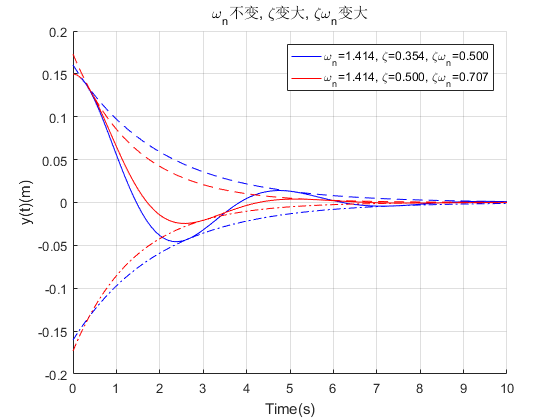 ωn不变, ζ变大, ζωn变大
ωn=1.414, ζ=0.354, ζωn=0.500
ωn=1.414, ζ=0.500, ζωn=0.707
y(t)(m)
0.2
0.15
0.1
0.05
0
-0.05
-0.1
-0.15
-0.2
0 1 2 3 4 5 6 7 8 9 10
Time(s)